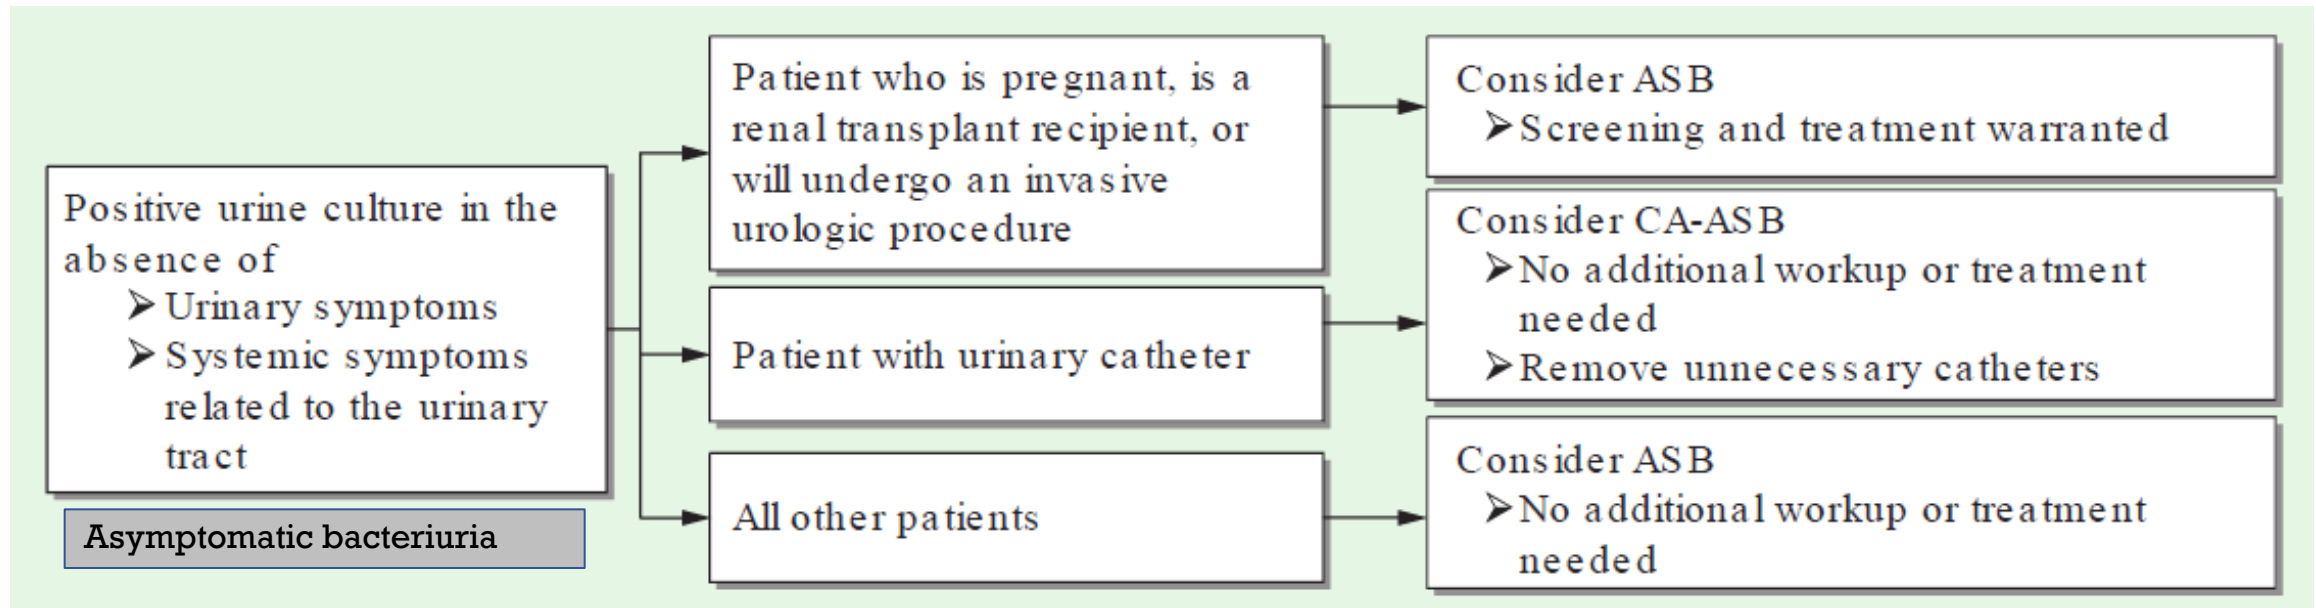 Positive urine culture in the
absence of
➢ Urinary symptoms
➢ Systemic symptoms
related to the urinary
tract
Asymptomatic bacteriuria
Patient who is pregnant, is a
renal transplant recipient, or
will undergo an invasive
urologic procedure
Patient with urinary catheter
All other patients
Consider ASB
➢ Screening and treatment warranted
Consider CA-ASB
➢ No additional workup or treatment
needed
➢ Remove unnecessary catheters
Consider ASB
➢ No additional workup or treatment
needed